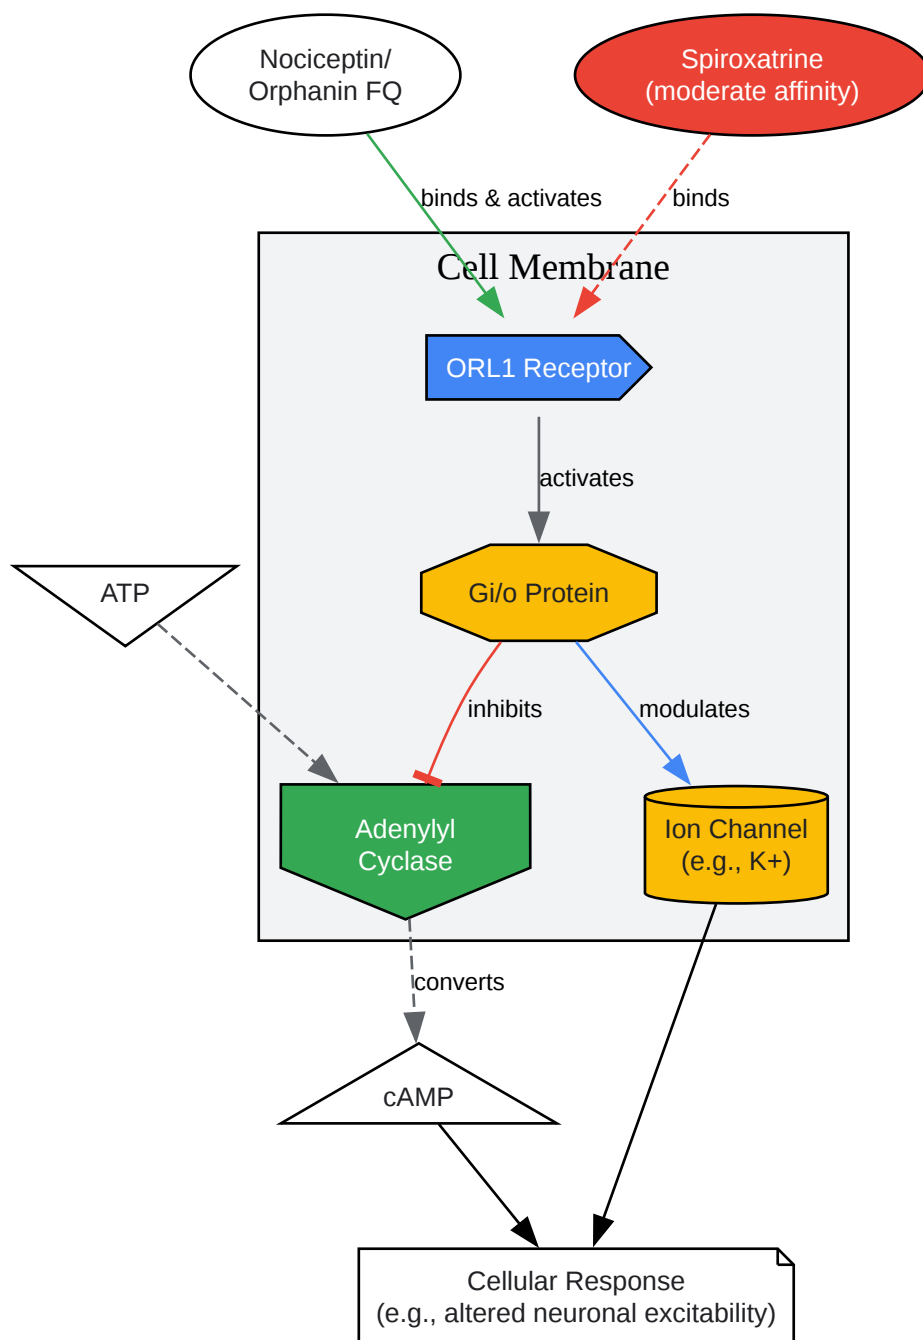 Nociceptin/
Orphanin FQ
Spiroxatrine
(moderate affinity)
binds & activates
binds
Cell Membrane
ORL1 Receptor
activates
ATP
Gi/o Protein
inhibits
modulates
Adenylyl
Cyclase
Ion Channel
(e.g., K+)
converts
cAMP
Cellular Response
(e.g., altered neuronal excitability)